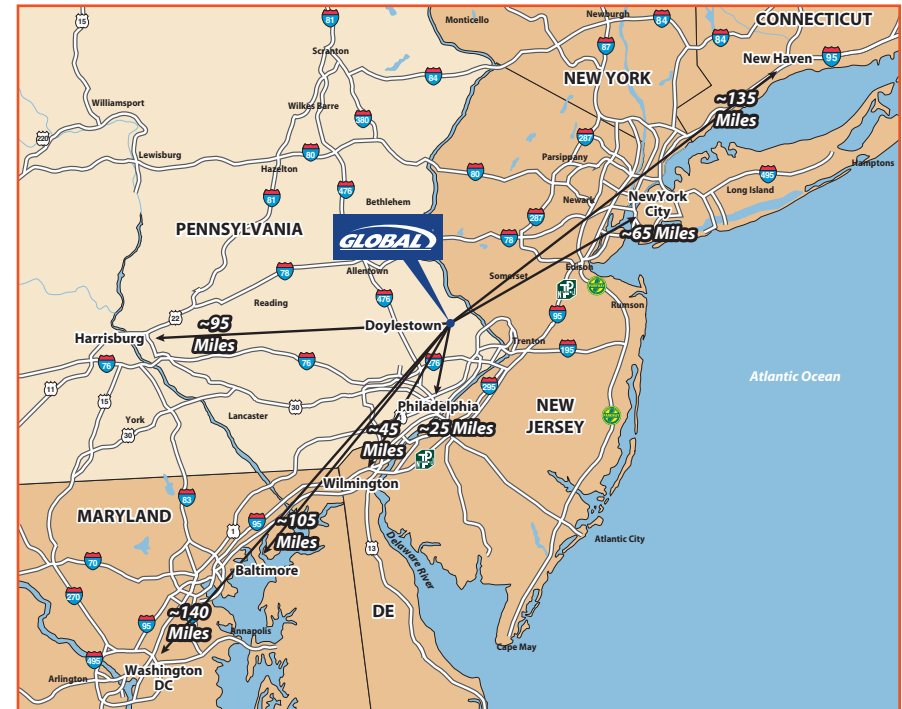 15
81
Monticello
Newburgh
84
CONNECTICUT
84
87
New Haven
95
Scranton
84
NEW YORK
~135
Miles
Williamsport
Wilkes Barre
380
220
287
Lewisburg
80
Parsippany
Hazelton
80
495
Hamptons
81
476
Long Island
Bethlehem
Newark
New York
City
287
PENNSYLVANIA
78
~65 Miles
GLOBAL
78
Allentown
Somerset
Edison
476
Reading
Rumson
22
95
~95
Miles
Doylestown
Harrisburg
Trenton
195
76
76
276
Atlantic Ocean
295
11
15
30
Philadelphia
NEW
JERSEY
York
Lancaster
30
~45
Miles
~25 Miles
Wilmington
83
MARYLAND
~105
Miles
95
1
13
Atlantic City
Delaware River
70
Baltimore
270
DE
~140
Miles
95
Annapolis
Cape May
495
Arlington
Washington
DC